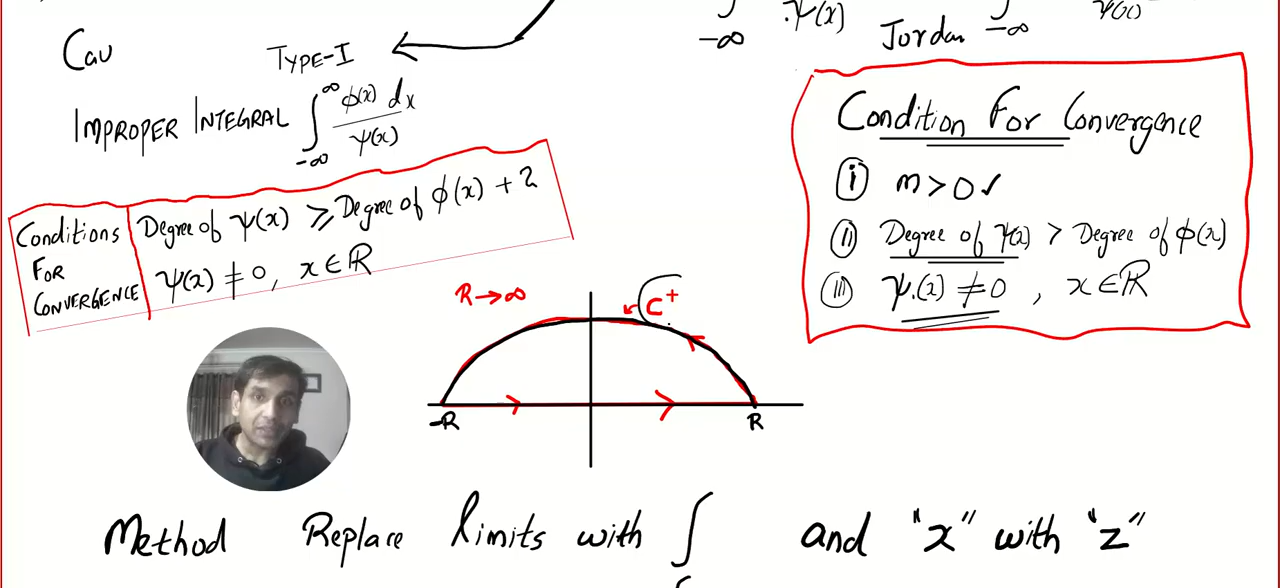 ∫ -∞ ψ(x)
Jordan ∫ -∞ ψ(x)
Cau
TYPE-I
IMPROPER INTEGRAL ∫ -∞ ∞ φ(x) dx / ψ(x)
Conditions For Convergence
Degree of ψ(x) ≥ Degree of φ(x) + 2
ψ(x) ≠ 0, x ∈ ℝ
Condition For Convergence
(i) m > 0 ✓
(ii) Degree of ψ(x) > Degree of φ(x)
(iii) ψ(x) ≠ 0, x ∈ ℝ
R → ∞
C⁺
-R
R
Method Replace limits with ∫ and "x" with "z"